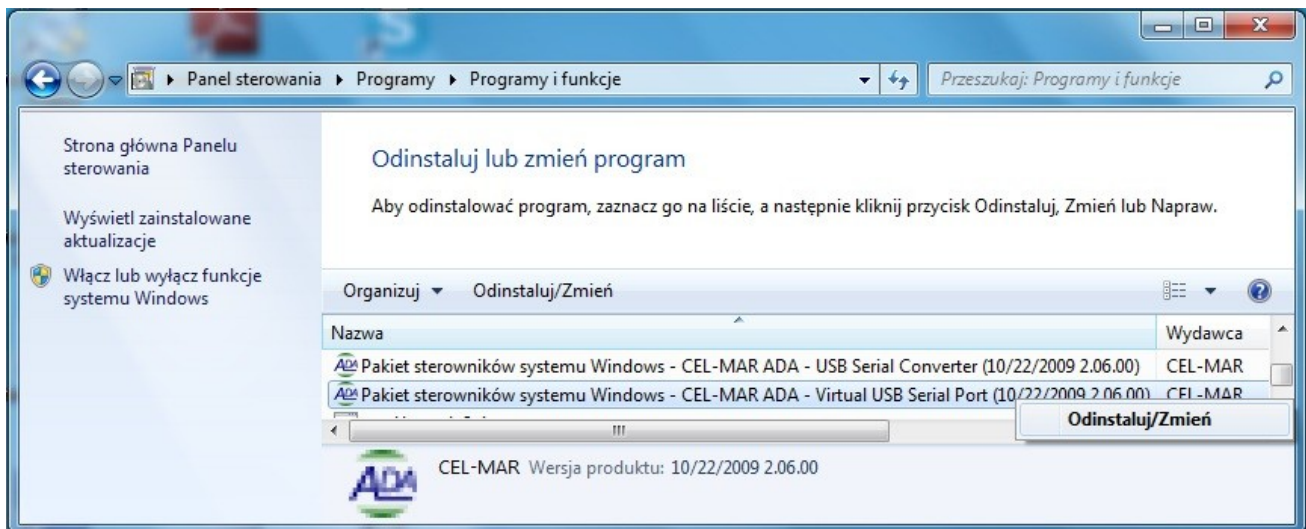 Panel sterowania ▸ Programy ▸ Programy i funkcje
Przeszukaj: Programy i funkcje
Strona główna Panelu
sterowania
Wyświetl zainstalowane
aktualizacje
Włącz lub wyłącz funkcje
systemu Windows
Odinstaluj lub zmień program
Aby odinstalować program, zaznacz go na liście, a następnie kliknij przycisk Odinstaluj, Zmień lub Napraw.
Organizuj Odinstaluj/Zmień
Nazwa Wydawca
Pakiet sterowników systemu Windows - CEL-MAR ADA - USB Serial Converter (10/22/2009 2.06.00) CEL-MAR
Pakiet sterowników systemu Windows - CEL-MAR ADA - Virtual USB Serial Port (10/22/2009 2.06.00) CEL-MAR
Odinstaluj/Zmień
ADA
CEL-MAR Wersja produktu: 10/22/2009 2.06.00